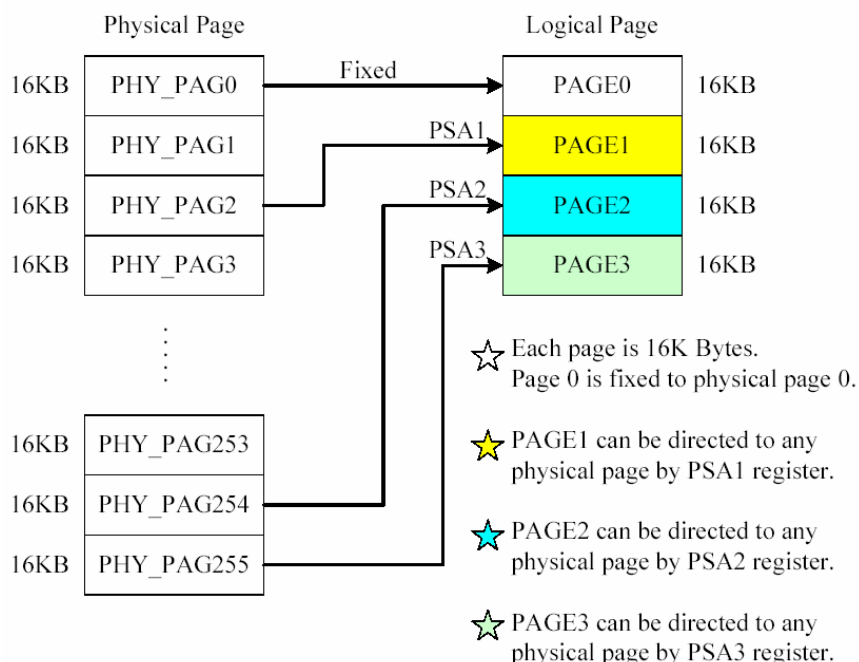 Physical Page
Logical Page
16KB PHY_PAG0 Fixed PAGE0 16KB
16KB PHY_PAG1 PSA1 PAGE1 16KB
16KB PHY_PAG2 PSA2 PAGE2 16KB
16KB PHY_PAG3 PSA3 PAGE3 16KB
16KB PHY_PAG253
16KB PHY_PAG254
16KB PHY_PAG255
Each page is 16K Bytes.
Page 0 is fixed to physical page 0.
PAGE1 can be directed to any
physical page by PSA1 register.
PAGE2 can be directed to any
physical page by PSA2 register.
PAGE3 can be directed to any
physical page by PSA3 register.